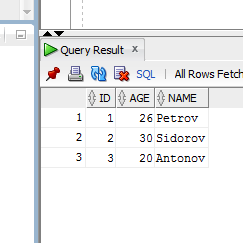 Query Result x
SQL | All Rows Fetch
ID AGE NAME
1 1 26 Petrov
2 2 30 Sidorov
3 3 20 Antonov